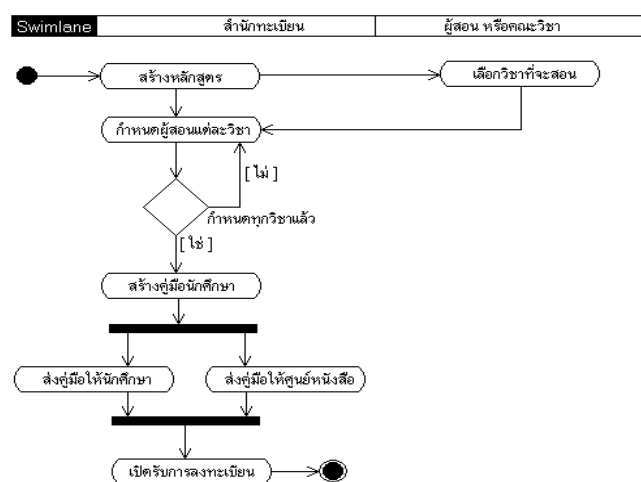 Swimlane สำนักทะเบียน ผู้สอน หรือคณะวิชา
สร้างหลักสูตร เลือกวิชาที่จะสอน
กำหนดผู้สอนแต่ละวิชา
[ ไม่ ]
กำหนดทุกวิชาแล้ว
[ ใช่ ]
สร้างคู่มือนักศึกษา
ส่งคู่มือให้นักศึกษา ส่งคู่มือให้ศูนย์หนังสือ
เปิดรับการลงทะเบียน